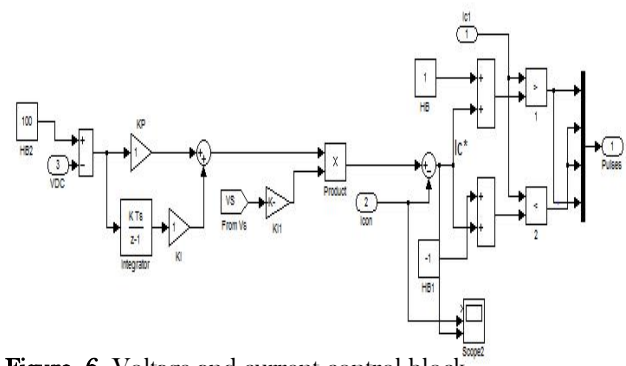 Ic1
1
1
HB
+
+
>
1
Ic*
100
HB2
3
VDC
+
-
KP
1
+
+
K Ts
z-1
Integrator
1
KI
VS
From Vs
K-
KI1
X
Product
+
-
2
Icon
-1
HB1
+
+
<
2
1
Pulses
Scope2
Figure 6. Voltage and current control block